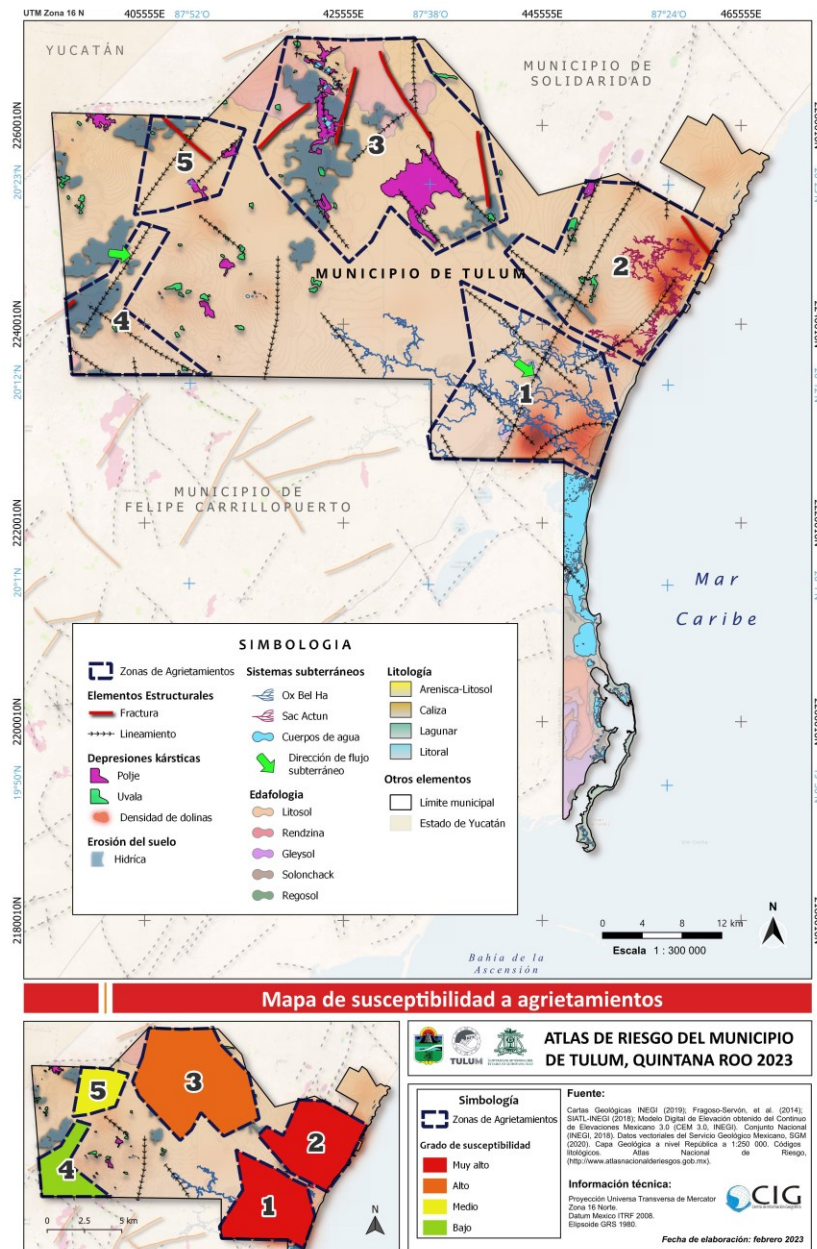 UTM Zona 16 N
405555E
87°52'O
425555E
87°38'O
445555E
87°24'O
465555E
YUCATÁN
MUNICIPIO DE
SOLIDARIDAD
2260010N
20°23'N
2240010N
20°12'N
2220010N
20°1'N
2200010N
19°50'N
2180010N
5
3
2
MUNICIPIO DE TULUM
4
1
MUNICIPIO DE
FELIPE CARRILLOPUERTO
Mar
Caribe
SIMBOLOGIA
Zonas de Agrietamientos
Elementos Estructurales
Fractura
Lineamiento
Depresiones kársticas
Polje
Uvala
Densidad de dolinas
Erosión del suelo
Hidríca
Sistemas subterráneos
Ox Bel Ha
Sac Actun
Cuerpos de agua
Dirección de flujo
subterráneo
Edafologia
Litosol
Rendzina
Gleysol
Solonchack
Regosol
Litología
Arenisca-Litosol
Caliza
Lagunar
Litoral
Otros elementos
Límite municipal
Estado de Yucatán
N
0 4 8 12 km
Escala 1 : 300 000
Bahía de la
Ascensión
Mapa de susceptibilidad a agrietamientos
5
3
2
4
1
0 2.5 5 km
N
TULUM
ATLAS DE RIESGO DEL MUNICIPIO
DE TULUM, QUINTANA ROO 2023
Simbología
Zonas de Agrietamientos
Grado de susceptibilidad
Muy alto
Alto
Medio
Bajo
Fuente:
Cartas Geológicas INEGI (2019); Fragoso-Servón, et al. (2014);
SIATL-INEGI (2018); Modelo Digital de Elevación obtenido del Continuo
de Elevaciones Mexicano 3.0 (CEM 3.0, INEGI). Conjunto Nacional
(INEGI, 2018). Datos vectoriales del Servicio Geológico Mexicano, SGM
(2020). Capa Geológica a nivel República a 1:250 000. Códigos
litológicos. Atlas Nacional de Riesgo,
(http://www.atlasnacionalderiesgos.gob.mx).
Información técnica:
Proyección Universa Transversa de Mercator
Zona 16 Norte.
Datum Mexico ITRF 2008.
Elipsoide GRS 1980.
CIG
Fecha de elaboración: febrero 2023